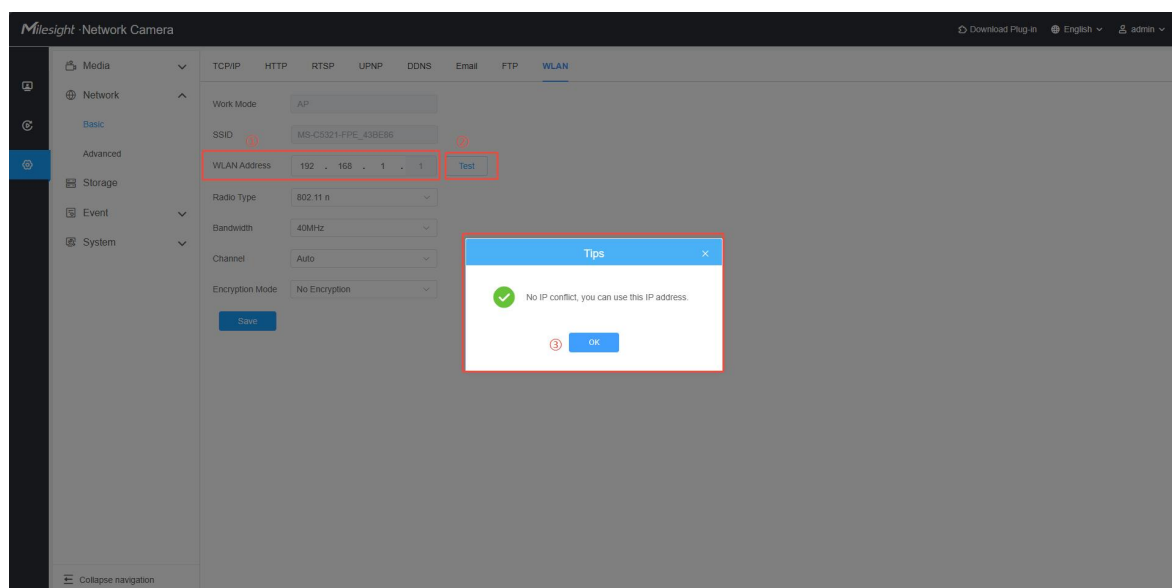 Milesight · Network Camera
Download Plug-in English admin
Media
Network
Basic
Advanced
Storage
Event
System
Collapse navigation
TCP/IP HTTP RTSP UPNP DDNS Email FTP WLAN
Work Mode AP
SSID MS-C5321-FPE_43BE86
① ②
WLAN Address 192 . 168 . 1 . 1 Test
Radio Type 802.11 n
Bandwidth 40MHz
Channel Auto
Encryption Mode No Encryption
Save
Tips
No IP conflict, you can use this IP address.
③ OK